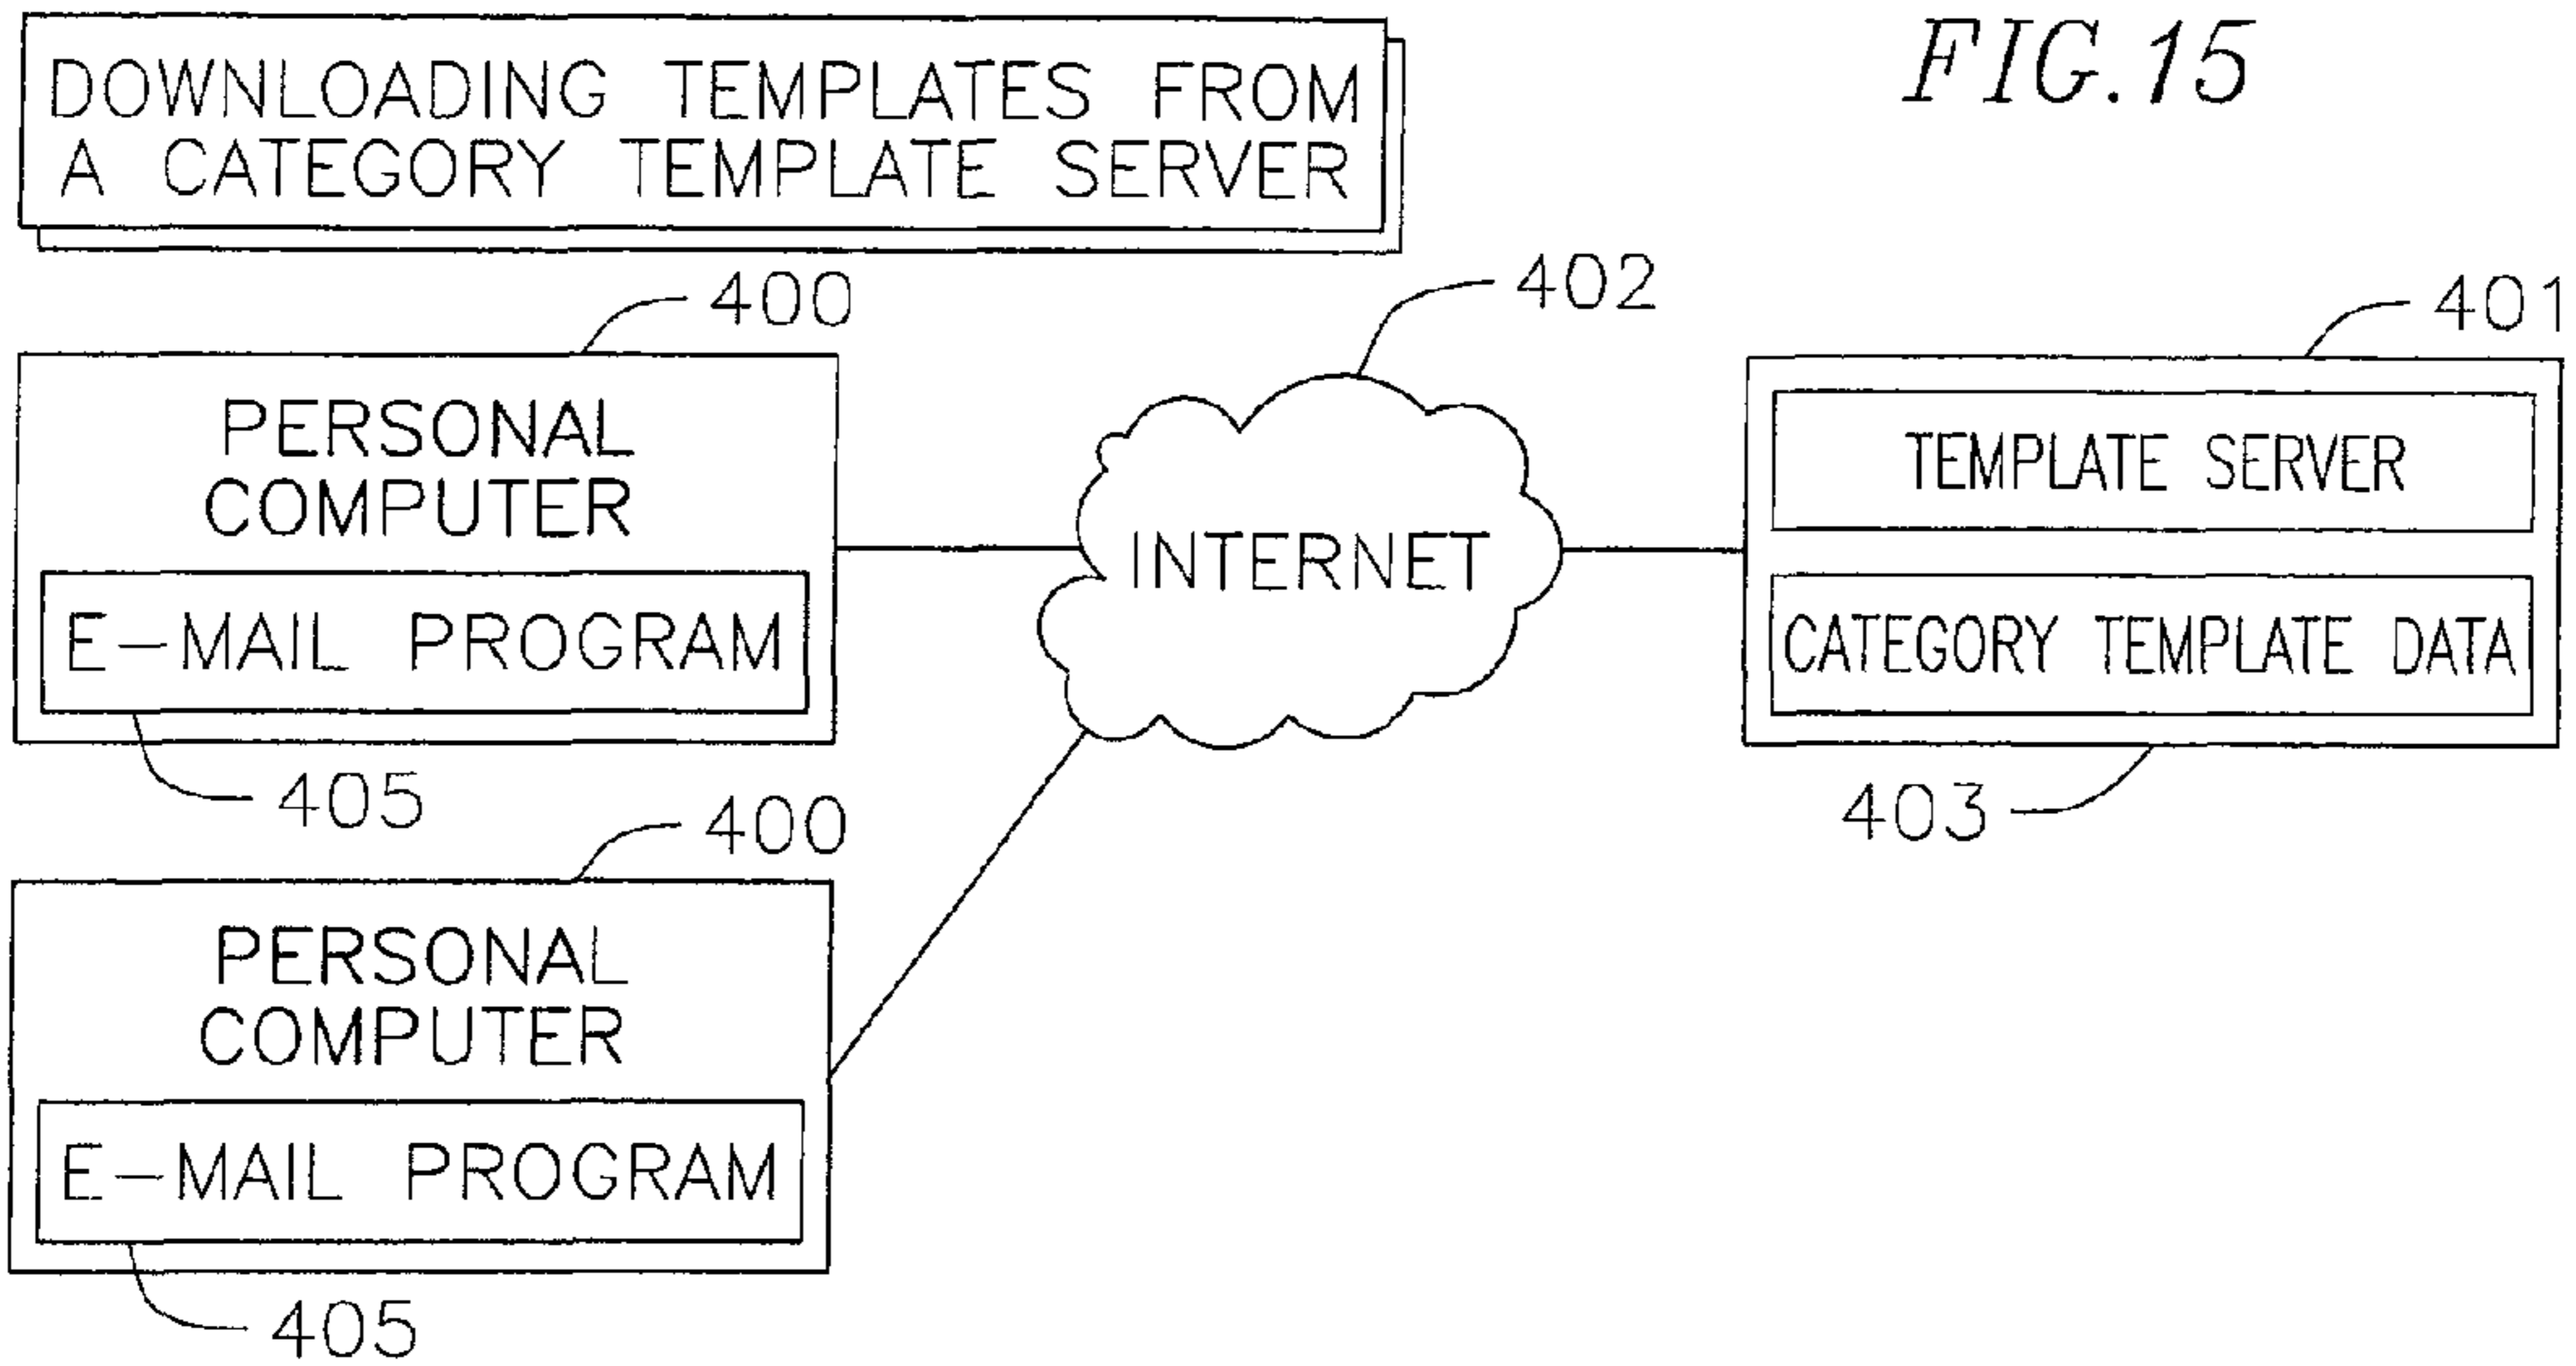 DOWNLOADING TEMPLATES FROM
A CATEGORY TEMPLATE SERVER
FIG.15
400
PERSONAL
COMPUTER
E-MAIL PROGRAM
405
402
INTERNET
401
TEMPLATE SERVER
CATEGORY TEMPLATE DATA
403
400
PERSONAL
COMPUTER
E-MAIL PROGRAM
405